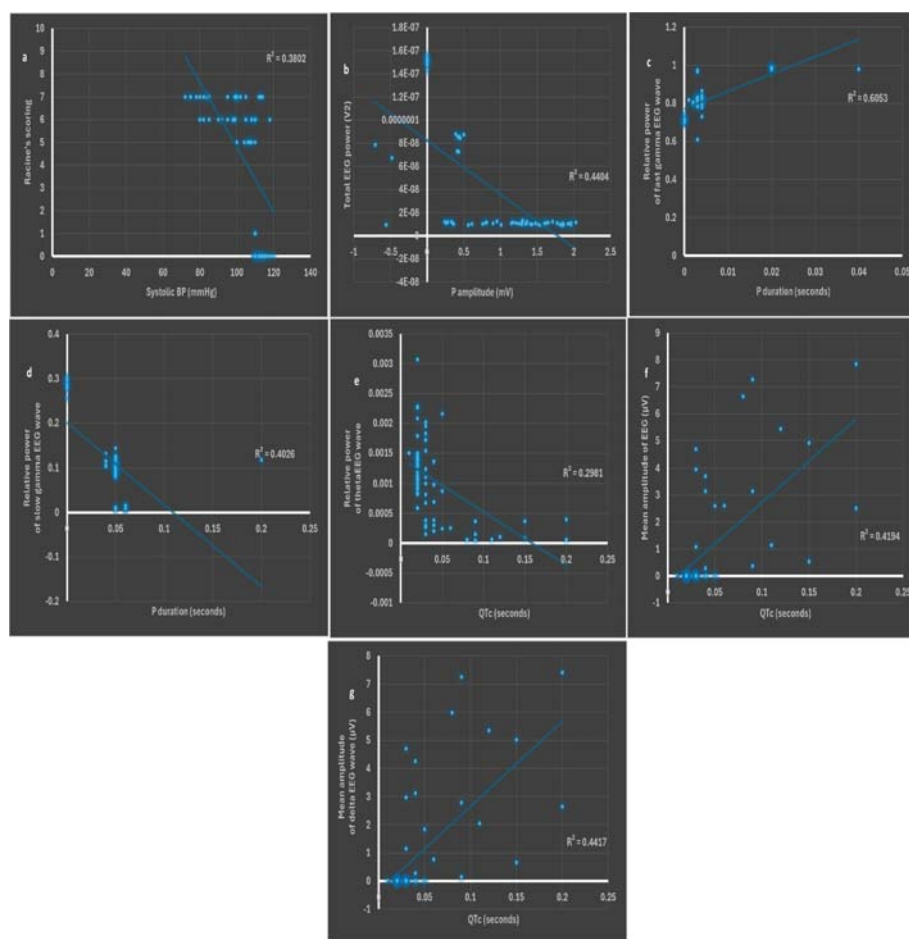 a
10
9
8
7
6
5
4
3
2
1
0
Racine's scoring
R² = 0.3802
0 20 40 60 80 100 120 140
Systolic BP (mmHg)
b
1.8E-07
1.6E-07
1.4E-07
1.2E-07
0.0000001
8E-08
6E-08
4E-08
2E-08
0
-2E-08
-4E-08
Total EEG power (V2)
R² = 0.4404
-1 -0.5 0 0.5 1 1.5 2 2.5
P amplitude (mV)
c
1.2
1
0.8
0.6
0.4
0.2
0
Relative power
of fast gamma EEG wave
R² = 0.6053
0 0.01 0.02 0.03 0.04 0.05
P duration (seconds)
d
0.4
0.3
0.2
0.1
0
-0.1
-0.2
Relative power
of slow gamma EEG wave
R² = 0.4026
0 0.05 0.1 0.15 0.2 0.25
P duration (seconds)
e
0.0035
0.003
0.0025
0.002
0.0015
0.001
0.0005
0
-0.0005
-0.001
Relative power
of thetaEEG wave
R² = 0.2981
0 0.05 0.1 0.15 0.2 0.25
QTc (seconds)
f
9
8
7
6
5
4
3
2
1
0
-1
Mean amplitude of EEG (µV)
R² = 0.4194
0 0.05 0.1 0.15 0.2 0.25
QTc (seconds)
g
8
7
6
5
4
3
2
1
0
-1
Mean amplitude
of delta EEG wave (µV)
R² = 0.4417
0 0.05 0.1 0.15 0.2 0.25
QTc (seconds)